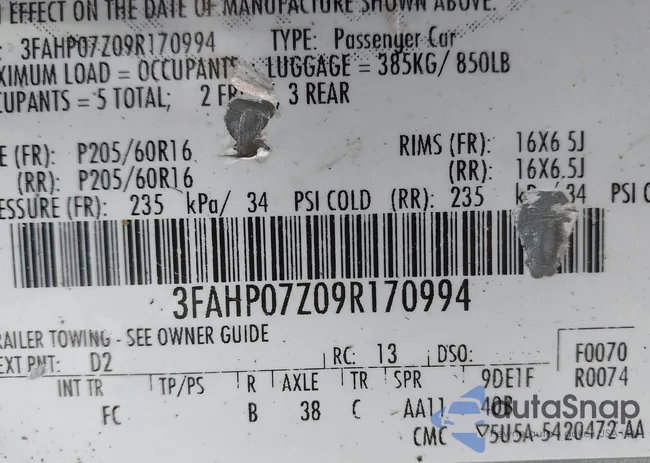 EFFECT ON THE DATE OF MANUFACTURE SHOWN ABOVE.
3FAHP07Z09R170994 TYPE: Passenger Car
XIMUM LOAD = OCCUPANT LUGGAGE = 385KG/ 850LB
CUPANTS = 5 TOTAL; 2 FR 3 REAR
E (FR): P205/60R16 RIMS (FR): 16X6 5J
(RR): P205/60R16 (RR): 16X6.5J
ESSURE (FR): 235 kPa/ 34 PSI COLD (RR): 235 34 PSI C
3FAHP07Z09R170994
RAILER TOWING - SEE OWNER GUIDE
EXT PNT: D2 RC: 13 DSO: F0070
INT TR TP/PS R AXLE TR SPR 9DE1F R0074
FC B 38 C AA11 40B
CMC 5U5A-5420472-AA
autoSnap